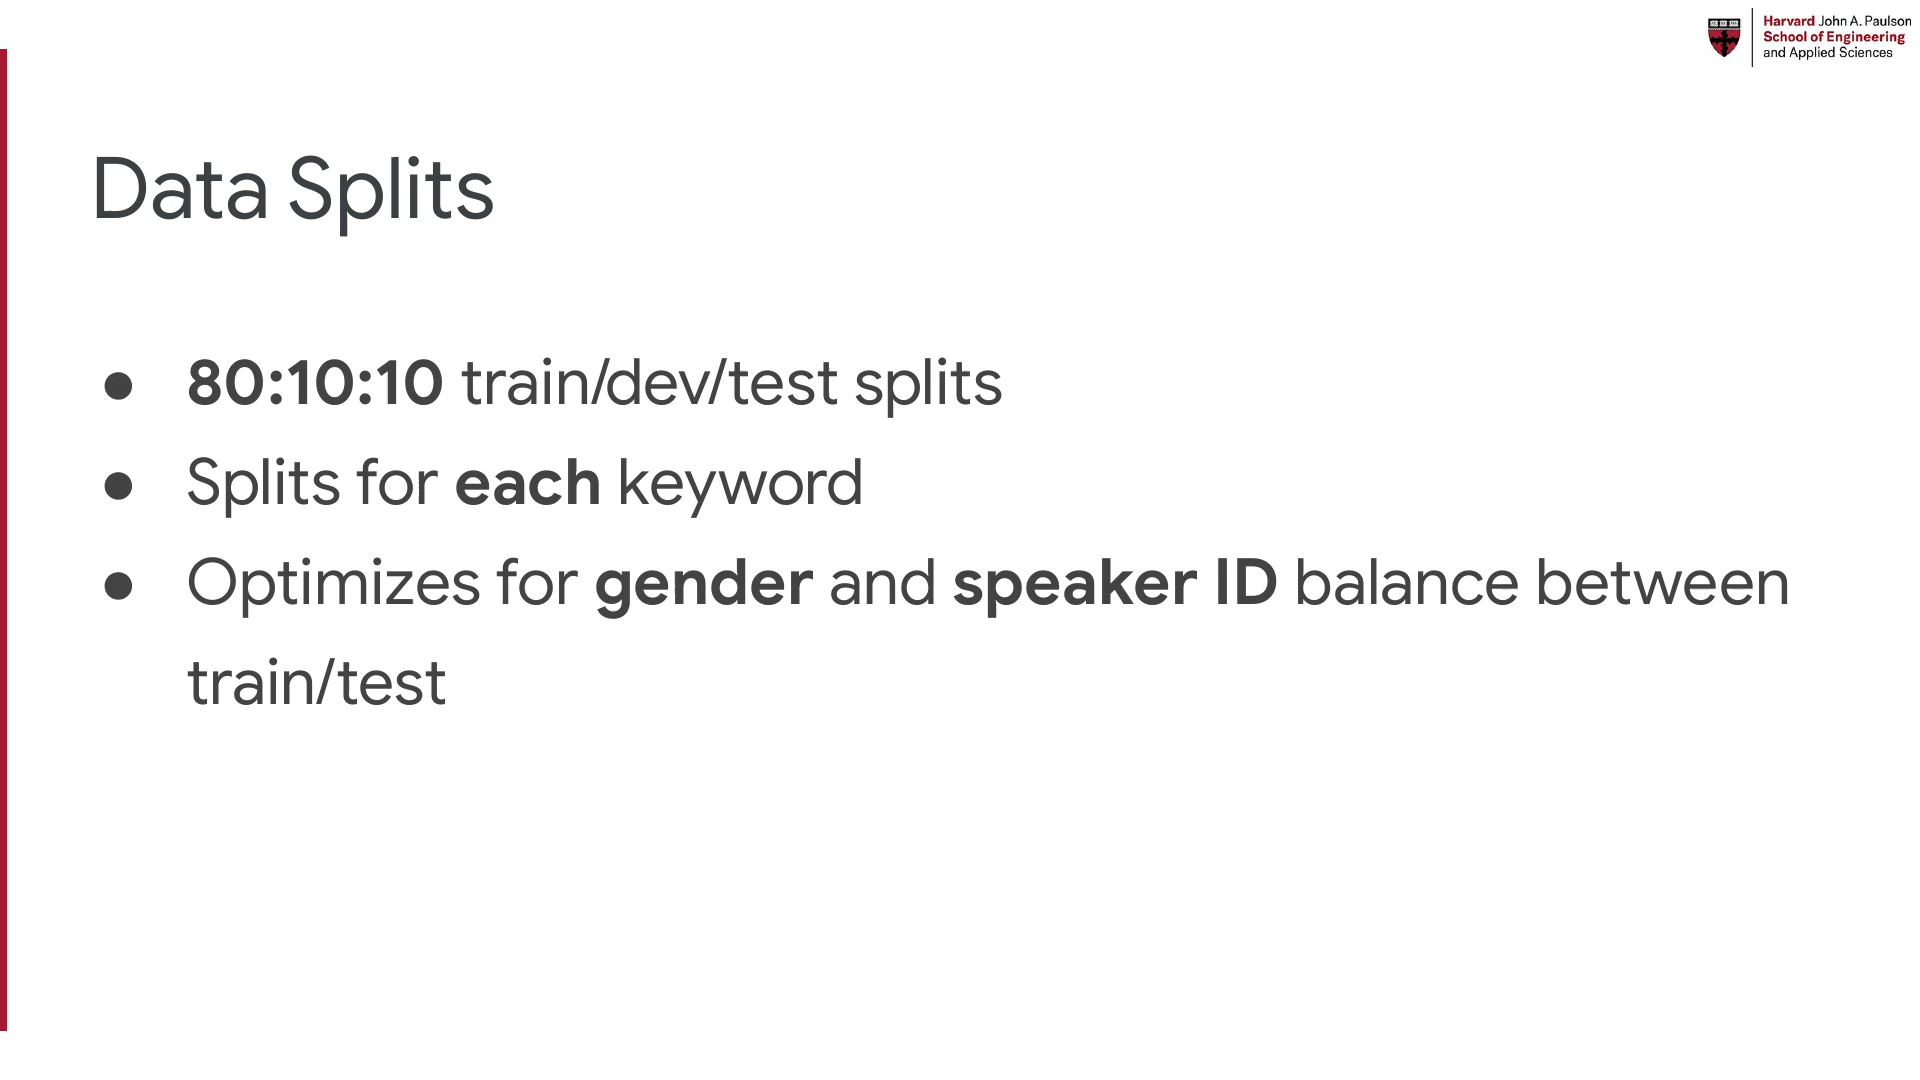 Harvard John A. Paulson
School of Engineering
and Applied Sciences
Data Splits
● 80:10:10 train/dev/test splits
● Splits for each keyword
● Optimizes for gender and speaker ID balance between
train/test